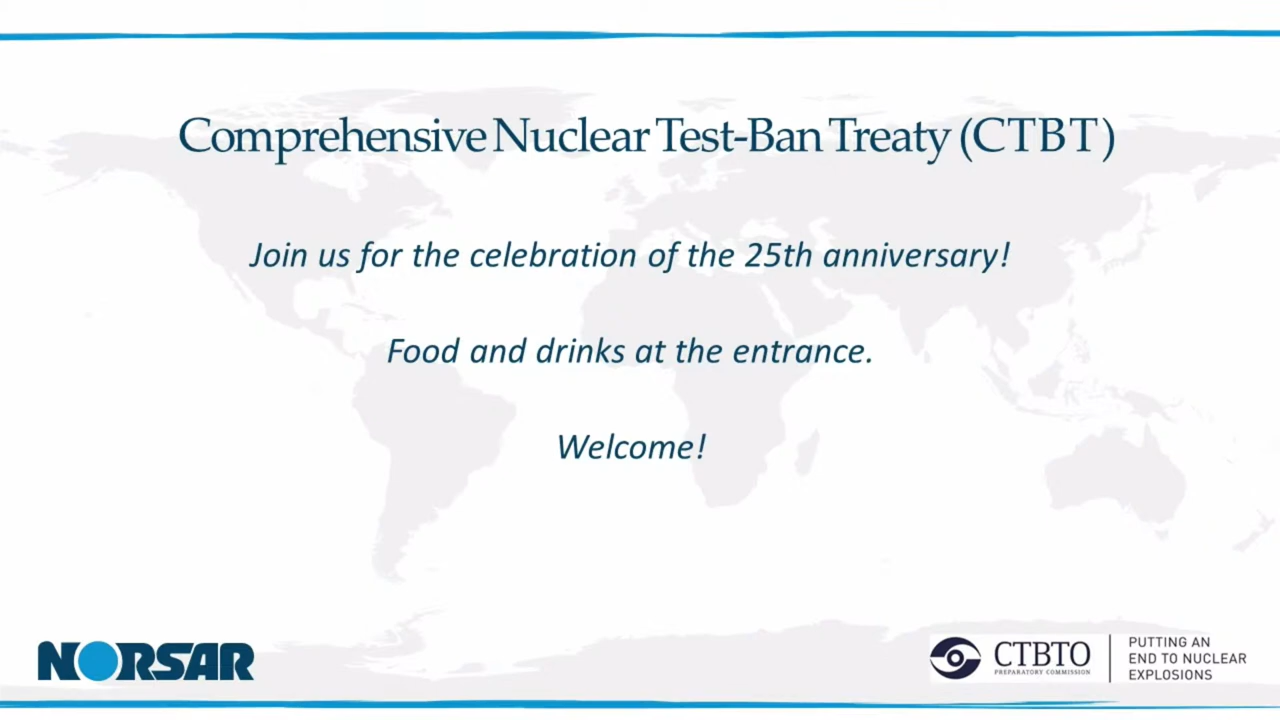 Comprehensive Nuclear Test-Ban Treaty (CTBT)
Join us for the celebration of the 25th anniversary!
Food and drinks at the entrance.
Welcome!
NORSAR
CTBTO
PREPARATORY COMMISSION
PUTTING AN
END TO NUCLEAR
EXPLOSIONS